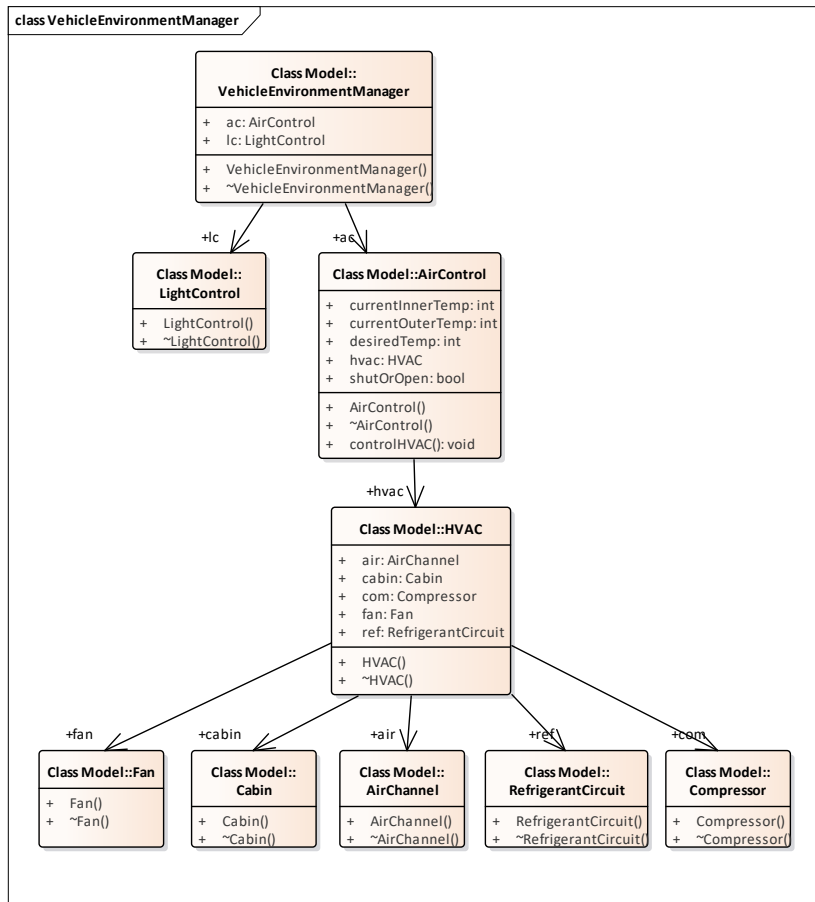 class VehicleEnvironmentManager
Class Model::
VehicleEnvironmentManager
+ ac: AirControl
+ lc: LightControl
+ VehicleEnvironmentManager()
+ ~VehicleEnvironmentManager()
+lc
+ac
Class Model::
LightControl
+ LightControl()
+ ~LightControl()
Class Model::AirControl
+ currentInnerTemp: int
+ currentOuterTemp: int
+ desiredTemp: int
+ hvac: HVAC
+ shutOrOpen: bool
+ AirControl()
+ ~AirControl()
+ controlHVAC(): void
+hvac
Class Model::HVAC
+ air: AirChannel
+ cabin: Cabin
+ com: Compressor
+ fan: Fan
+ ref: RefrigerantCircuit
+ HVAC()
+ ~HVAC()
+fan
+cabin
+air
+ref
+com
Class Model::Fan
+ Fan()
+ ~Fan()
Class Model::
Cabin
+ Cabin()
+ ~Cabin()
Class Model::
AirChannel
+ AirChannel()
+ ~AirChannel()
Class Model::
RefrigerantCircuit
+ RefrigerantCircuit()
+ ~RefrigerantCircuit()
Class Model::
Compressor
+ Compressor()
+ ~Compressor()